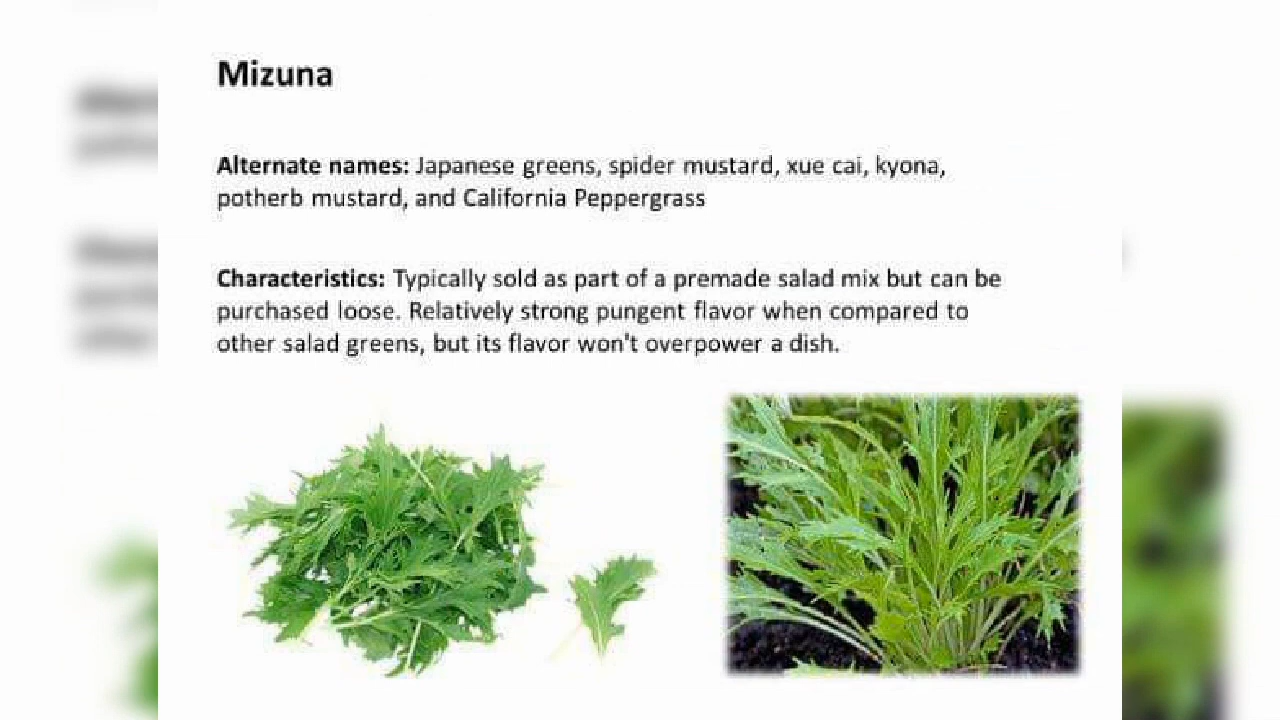 Mizuna
Alternate names: Japanese greens, spider mustard, xue cai, kyona,
potherb mustard, and California Peppergrass
Characteristics: Typically sold as part of a premade salad mix but can be
purchased loose. Relatively strong pungent flavor when compared to
other salad greens, but its flavor won't overpower a dish.